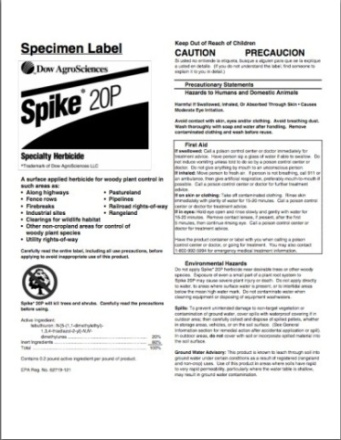 Specimen Label
Dow AgroSciences
Spike® 20P
Specialty Herbicide
*Trademark of Dow AgroSciences LLC
A surface applied herbicide for woody plant control in
such areas as:
• Along highways
• Fence rows
• Firebreaks
• Industrial sites
• Clearings for wildlife habitat
• Other non-cropland areas for control of
woody plant species
• Utility rights-of-way
• Pastureland
• Pipelines
• Railroad rights-of-way
• Rangeland
Carefully read the entire label, including all use precautions, before
applying to avoid inappropriate use of this product.
Spike* 20P will kill trees and shrubs. Carefully read the precautions
before using.
Active Ingredient:
dimethylurea 20%
Inert Ingredients 80%
Total 100%
Contains 0.2 pound active ingredient per pound of product.
EPA Reg. No. 62719-121
Keep Out of Reach of Children
CAUTION PRECAUCION
Si usted no entiende la etiqueta, busque a alguien para que se la explique
a usted en detalle. (If you do not understand the label, find someone to
explain it to you in detail.)
Precautionary Statements
Hazards to Humans and Domestic Animals
Harmful If Swallowed, Inhaled, Or Absorbed Through Skin • Causes
Moderate Eye Irritation.
Avoid contact with skin, eyes and/or clothing. Avoid breathing dust.
Wash thoroughly with soap and water after handling. Remove
contaminated clothing and wash before reuse.
First Aid
If swallowed: Call a poison control center or doctor immediately for
treatment advice. Have person sip a glass of water if able to swallow. Do
not induce vomiting unless told to do so by a poison control center or
doctor. Do not give anything by mouth to an unconscious person.
If inhaled: Move person to fresh air. If person is not breathing, call 911 or
an ambulance, then give artificial respiration, preferably mouth-to-mouth if
possible. Call a poison control center or doctor for further treatment
advice.
If on skin or clothing: Take off contaminated clothing. Rinse skin
immediately with plenty of water for 15-20 minutes. Call a poison control
center or doctor for treatment advice.
If in eyes: Hold eye open and rinse slowly and gently with water for
15-20 minutes. Remove contact lenses, if present, after the first
5 minutes, then continue rinsing eye. Call a poison control center or
doctor for treatment advice.
Have the product container or label with you when calling a poison
control center or doctor, or going for treatment. You may also contact
1-800-992-5994 for emergency medical treatment information.
Environmental Hazards
Do not apply Spike* 20P herbicide near desirable trees or other woody
species. Exposure of even a small part of a plant root system to
Spike 20P may cause severe plant injury or death. Do not apply directly
to water, to areas where surface water is present, or to intertidal areas
below the mean high water mark. Do not contaminate water when
cleaning equipment or disposing of equipment washwaters.
Spills: To prevent unintended damage to non-target vegetation or
contamination of ground water, cover spills with waterproof covering if in
outdoor area; then carefully collect and dispose of spilled pellets, whether
in storage areas, vehicles, or on the soil surface. (See General
Information section for remedial action after accidental application or spill).
In outdoor areas, do not cover with sod or incorporate spilled material into
the soil surface.
Ground Water Advisory: This product is known to leach through soil into
ground water under certain conditions as a result of registered (rangeland
and non-crop) uses. Use of this product in areas where soils have rapid
to very rapid permeability, particularly where the water table is shallow,
may result in ground water contamination.